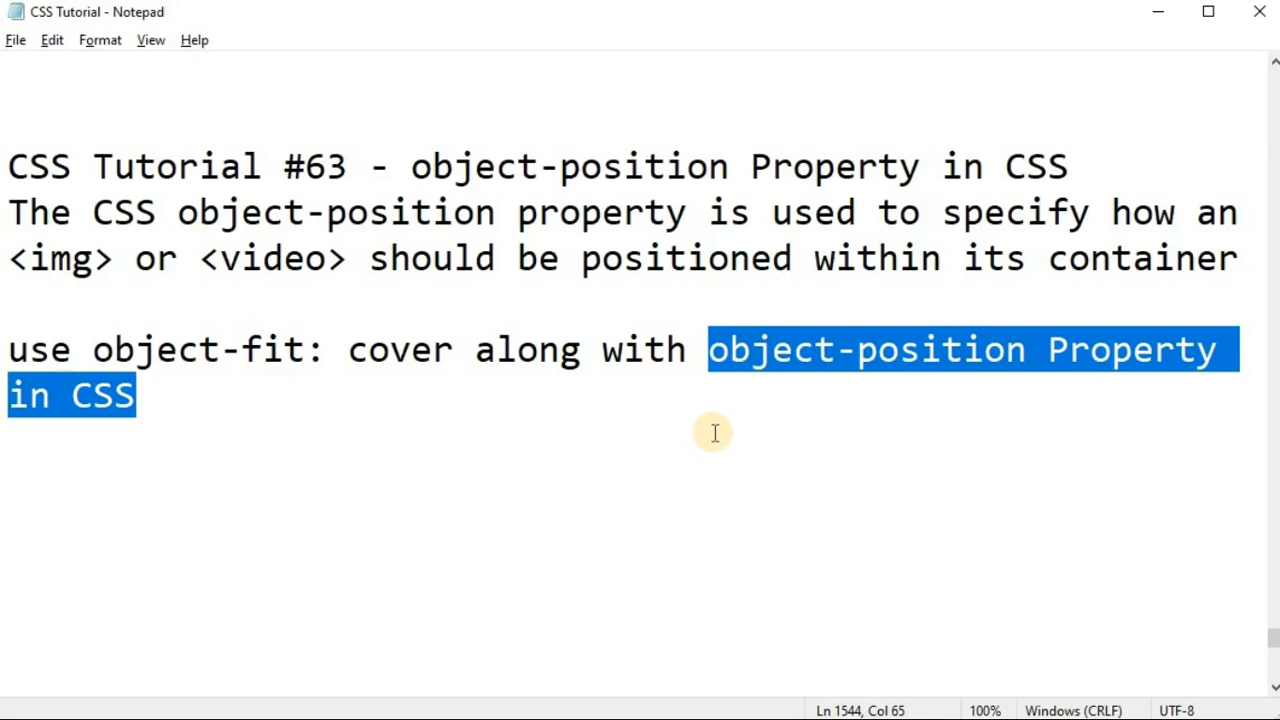 CSS Tutorial - Notepad
File Edit Format View Help
CSS Tutorial #63 - object-position Property in CSS
The CSS object-position property is used to specify how an
<img> or <video> should be positioned within its container
use object-fit: cover along with object-position Property
in CSS
Ln 1544, Col 65 100% Windows (CRLF) UTF-8